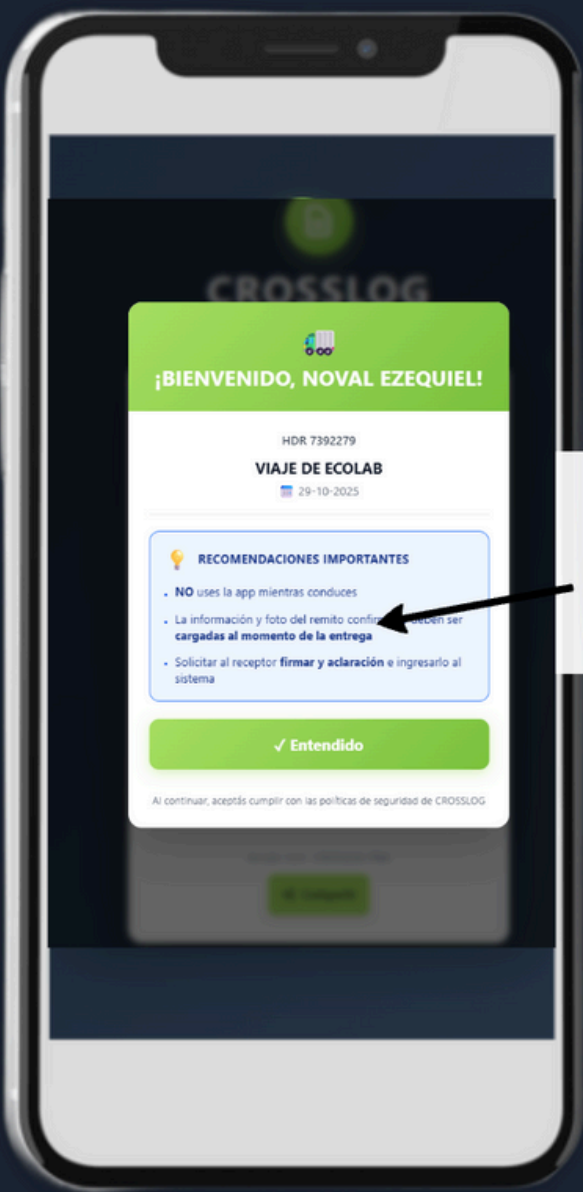 CROSSLOG
¡BIENVENIDO, NOVAL EZEQUIEL!
HDR 7392279
VIAJE DE ECOLAB
29-10-2025
RECOMENDACIONES IMPORTANTES
NO uses la app mientras conduces
La información y foto del remito deben ser
cargadas al momento de la entrega
Solicitar al receptor firmar y aclaración e ingresarlo al
sistema
✓ Entendido
Al continuar, aceptás cumplir con las políticas de seguridad de CROSSLOG